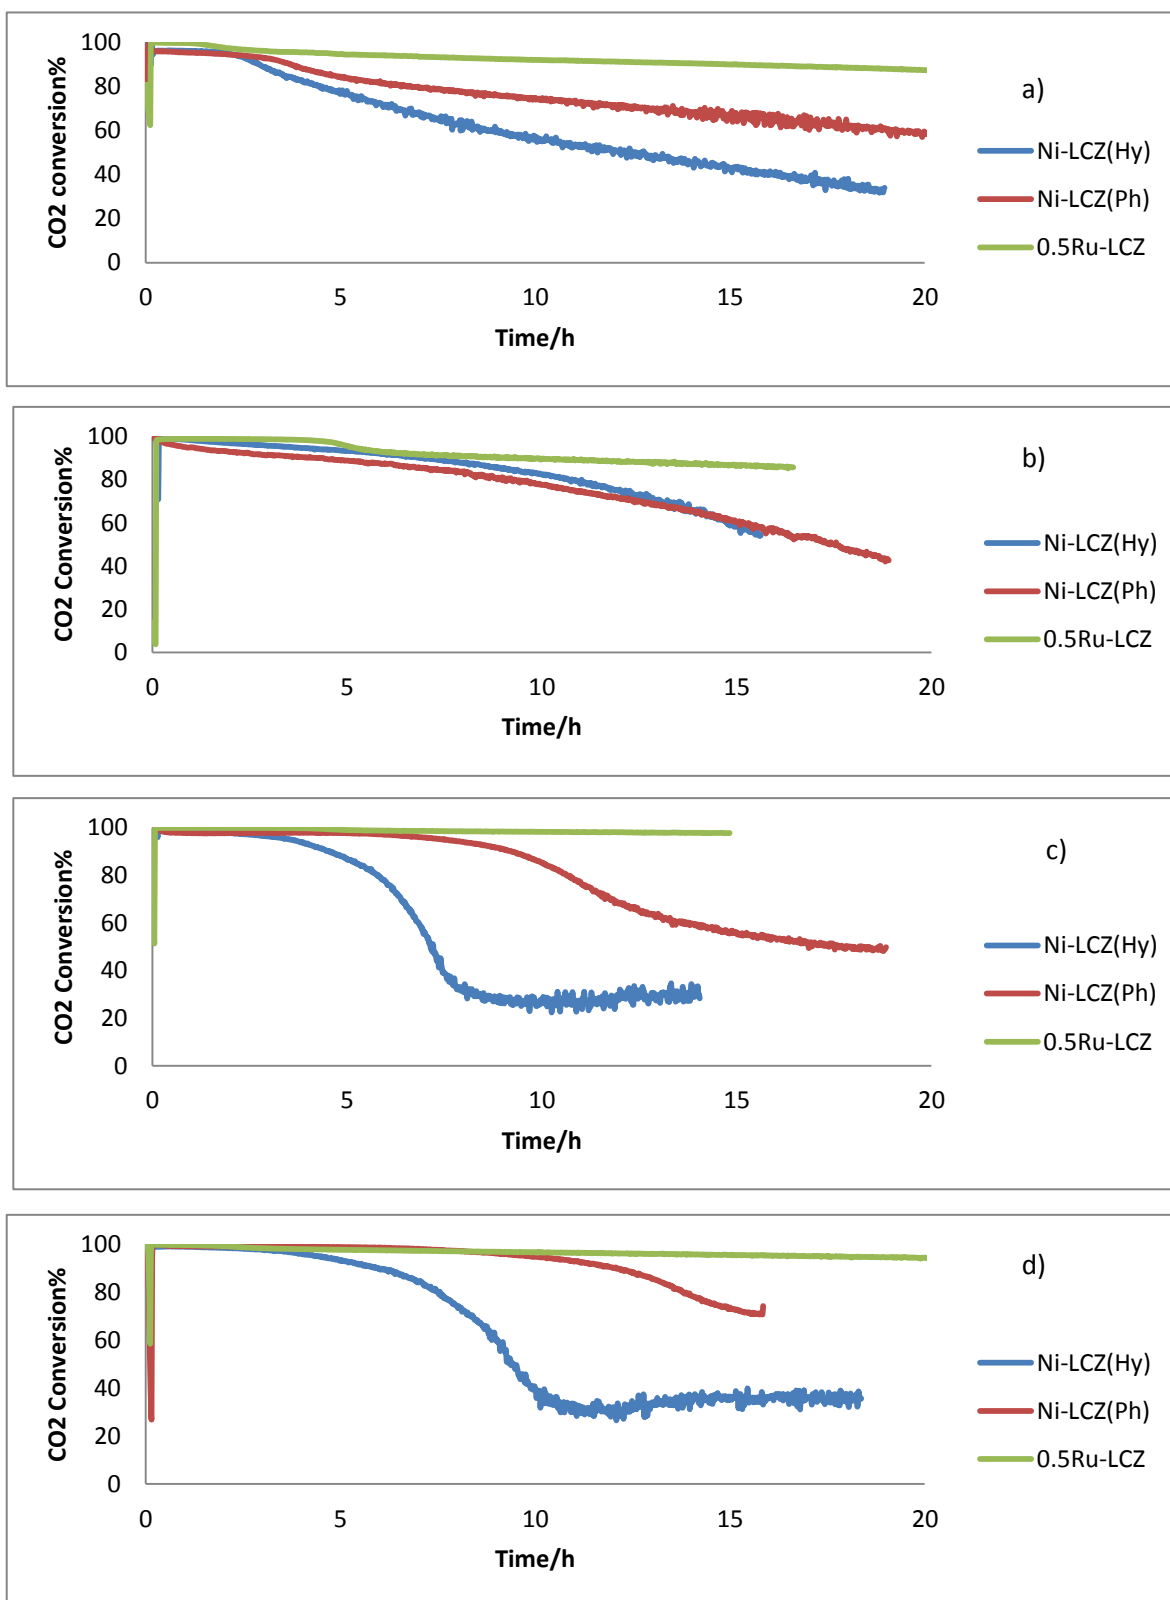 100
80
60
40
20
0
CO2 conversion%
0 5 10 15 20
Time/h
a)
Ni-LCZ(Hy)
Ni-LCZ(Ph)
0.5Ru-LCZ
100
80
60
40
20
0
CO2 Conversion%
0 5 10 15 20
Time/h
b)
Ni-LCZ(Hy)
Ni-LCZ(Ph)
0.5Ru-LCZ
100
80
60
40
20
0
CO2 Conversion%
0 5 10 15 20
Time/h
c)
Ni-LCZ(Hy)
Ni-LCZ(Ph)
0.5Ru-LCZ
100
80
60
40
20
0
CO2 Conversion%
0 5 10 15 20
Time/h
d)
Ni-LCZ(Hy)
Ni-LCZ(Ph)
0.5Ru-LCZ